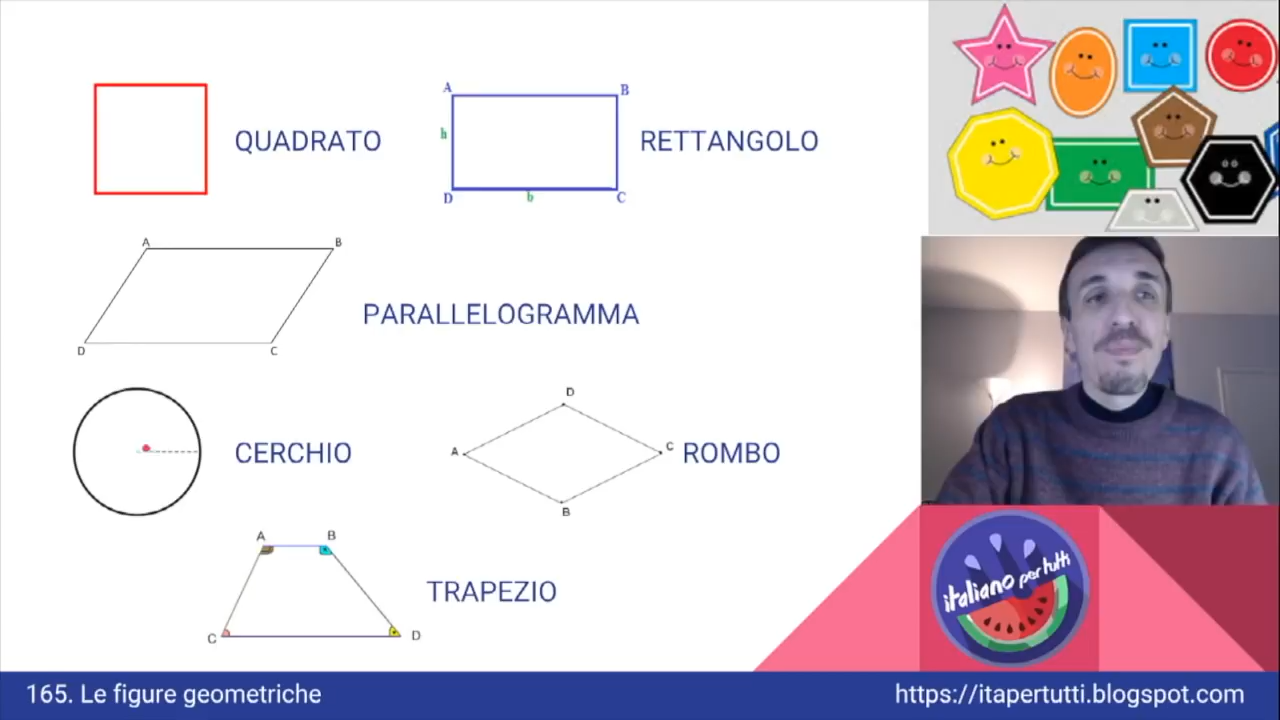 A
B
h
QUADRATO
RETTANGOLO
D
b
C
A
B
PARALLELOGRAMMA
D
C
D
CERCHIO
A
C
ROMBO
B
A
B
TRAPEZIO
C
D
italiano per tutti
165. Le figure geometriche
https://itapertutti.blogspot.com